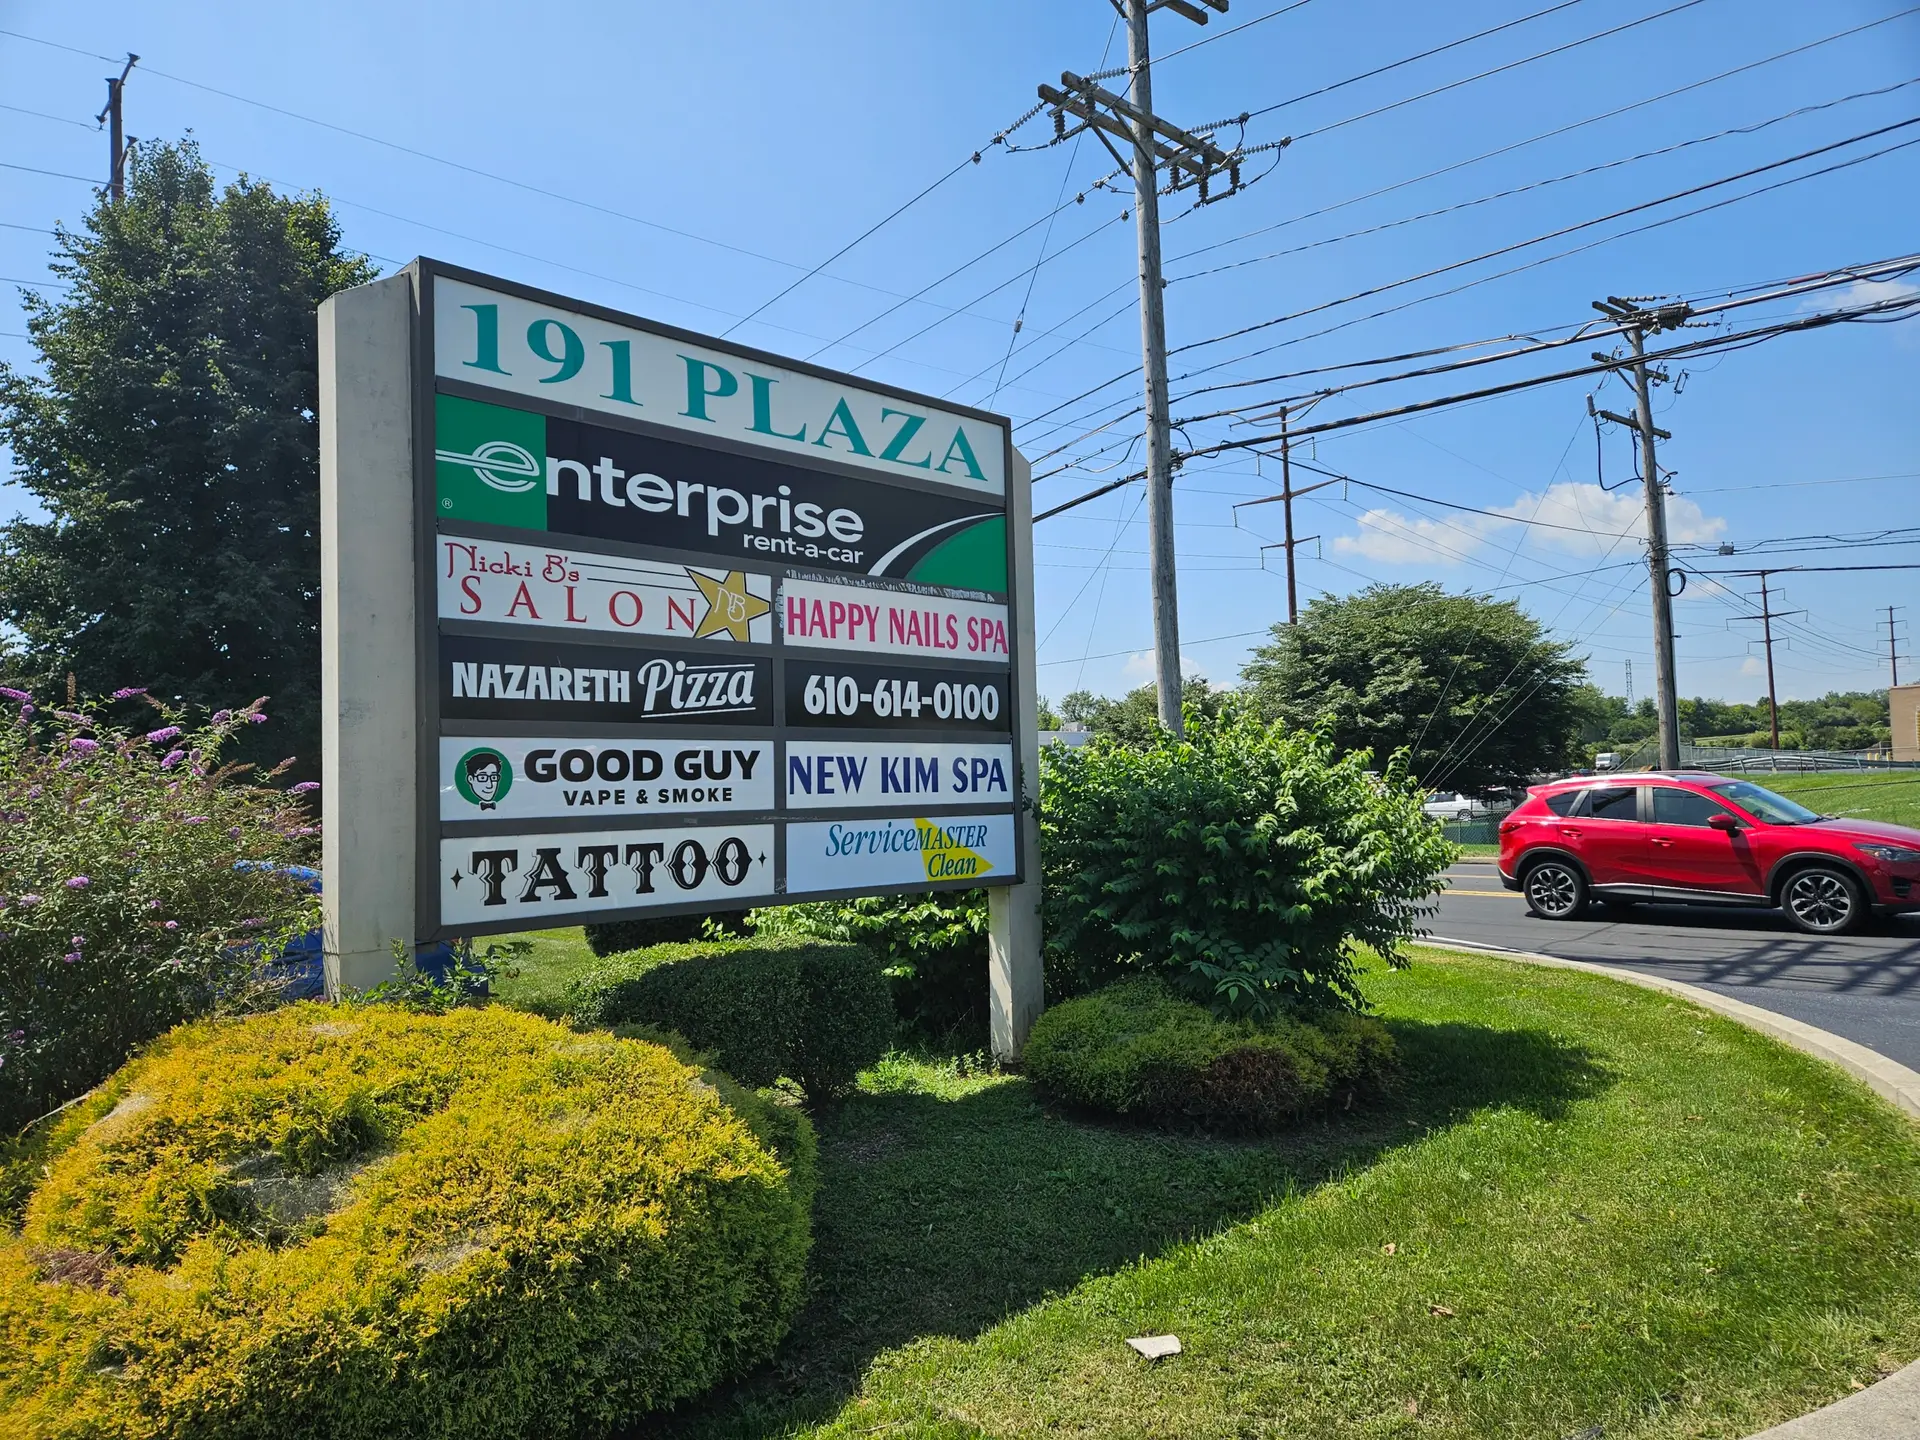 191 PLAZA
enterprise
rent-a-car
®
Nicki B's
SALON
NB
HAPPY NAILS SPA
NAZARETH Pizza
610-614-0100
GOOD GUY
VAPE & SMOKE
NEW KIM SPA
TATTOO
ServiceMASTER
Clean